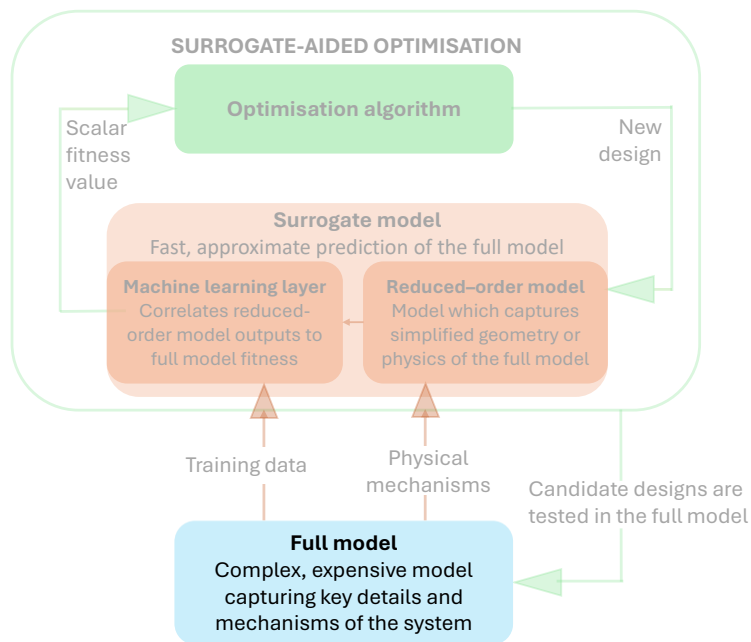 SURROGATE-AIDED OPTIMISATION
Optimisation algorithm
Scalar
fitness
value
New
design
Surrogate model
Fast, approximate prediction of the full model
Machine learning layer
Correlates reduced-
order model outputs to
full model fitness
Reduced–order model
Model which captures
simplified geometry or
physics of the full model
Training data
Physical
mechanisms
Candidate designs are
tested in the full model
Full model
Complex, expensive model
capturing key details and
mechanisms of the system